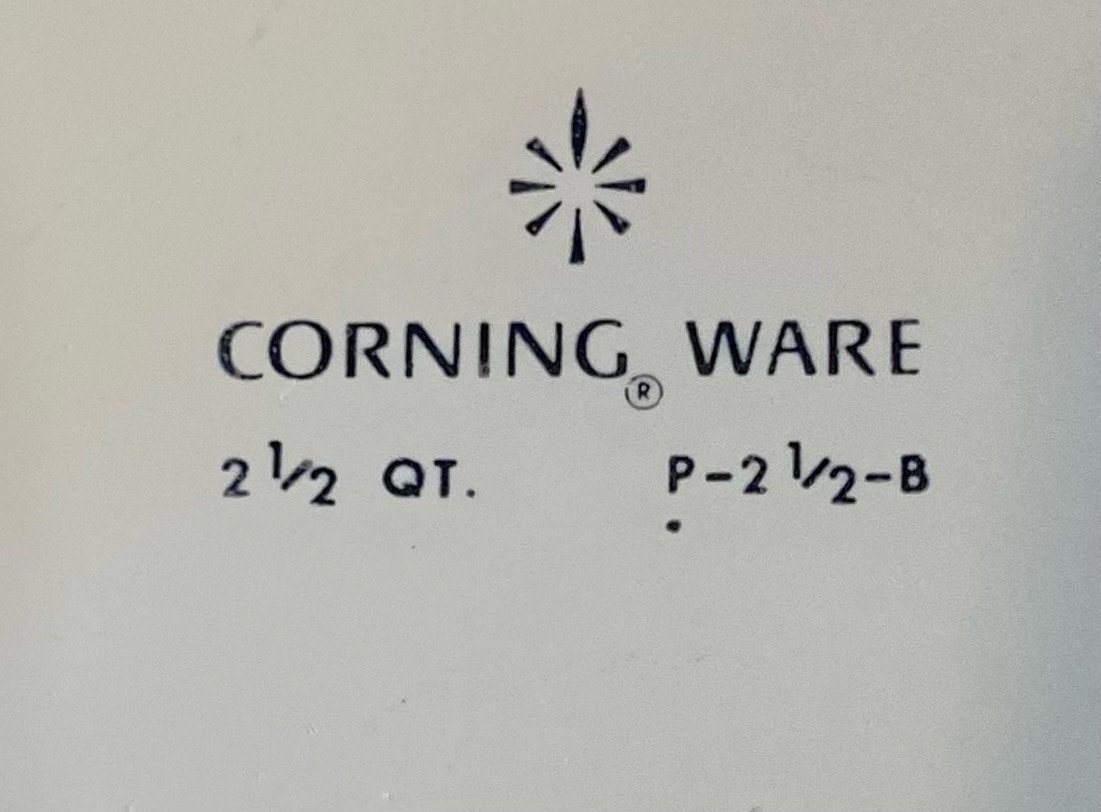 CORNING® WARE
2 1/2 QT. P-2 1/2-B